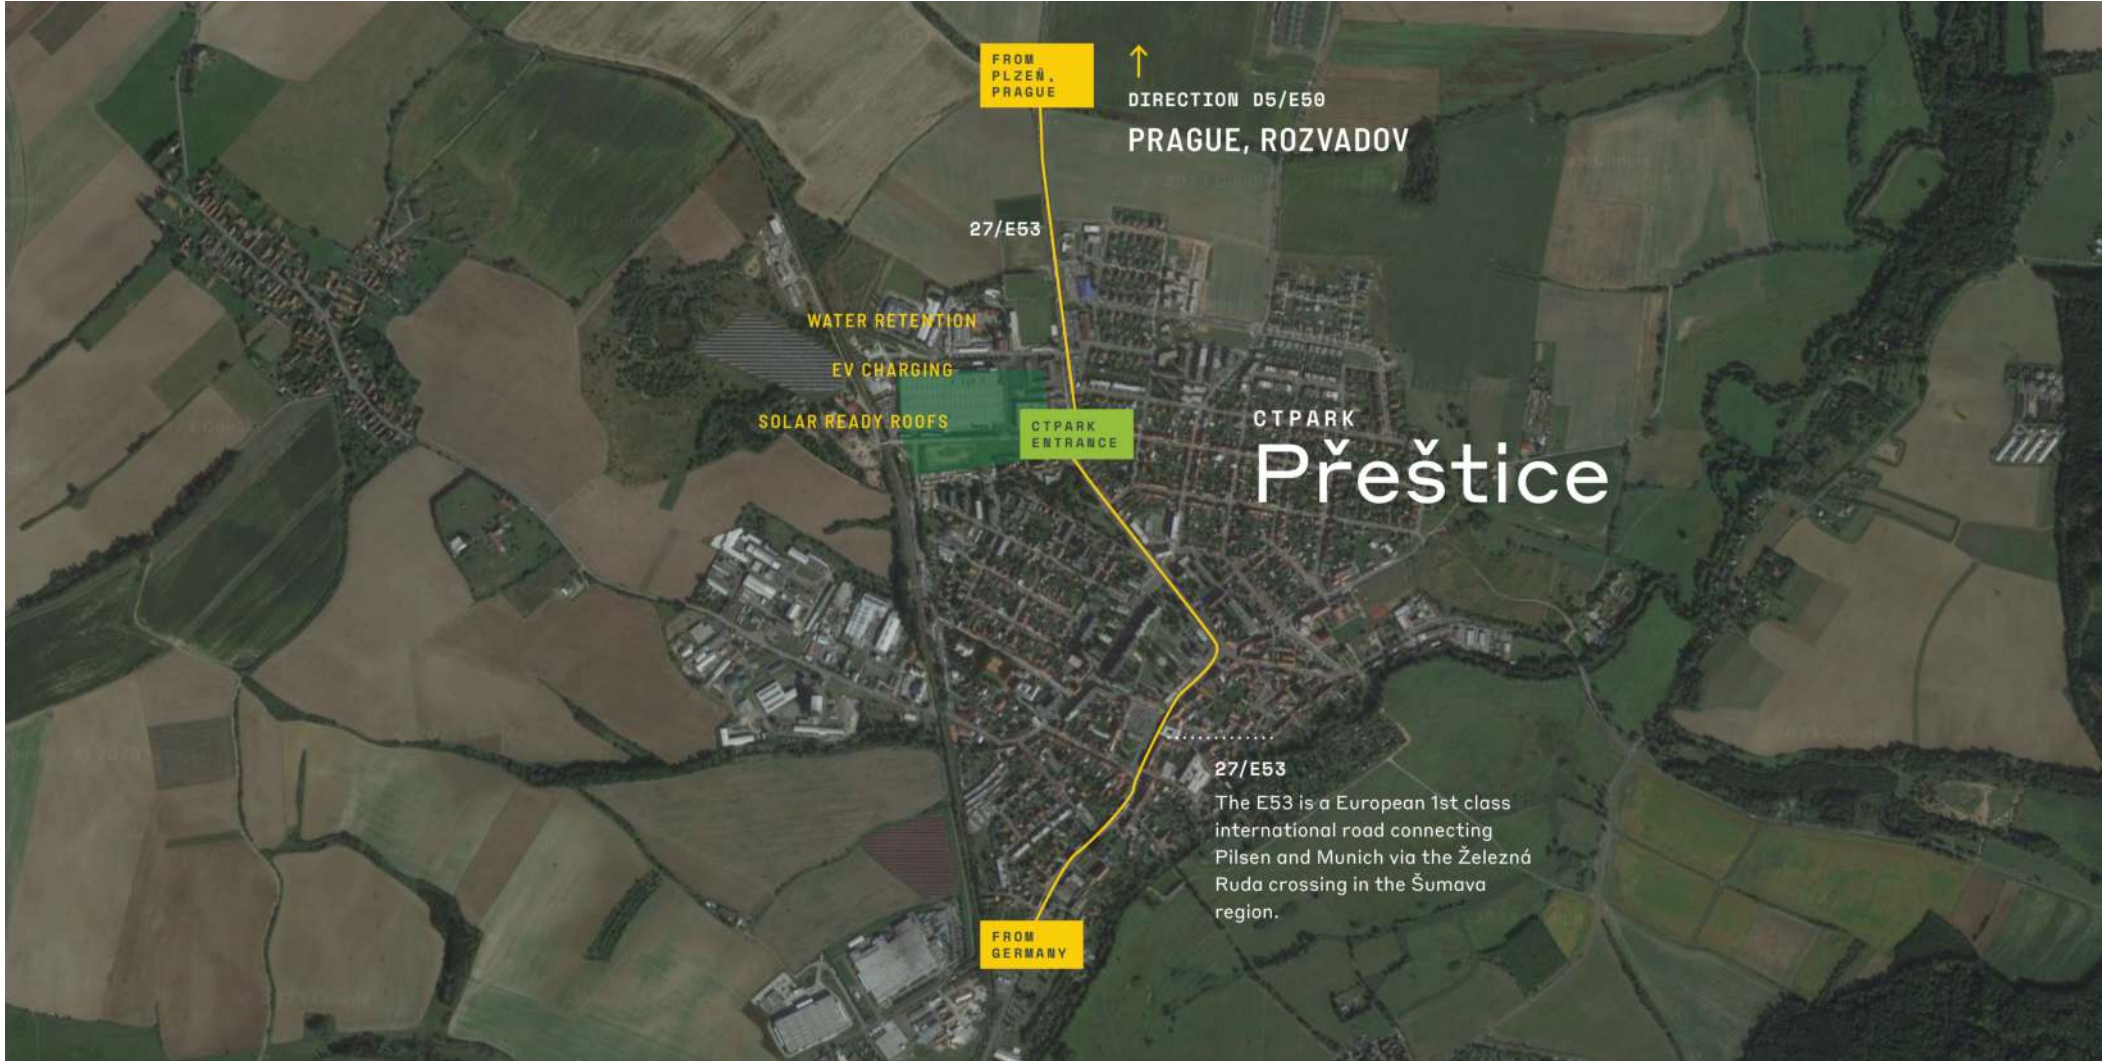 FROM
PLZEŇ,
PRAGUE
DIRECTION D5/E50
PRAGUE, ROZVADOV
27/E53
WATER RETENTION
EV CHARGING
SOLAR READY ROOFS
CTPARK
ENTRANCE
CTPARK
Přeštice
27/E53
The E53 is a European 1st class
international road connecting
Pilsen and Munich via the Železná
Ruda crossing in the Šumava
region.
FROM
GERMANY